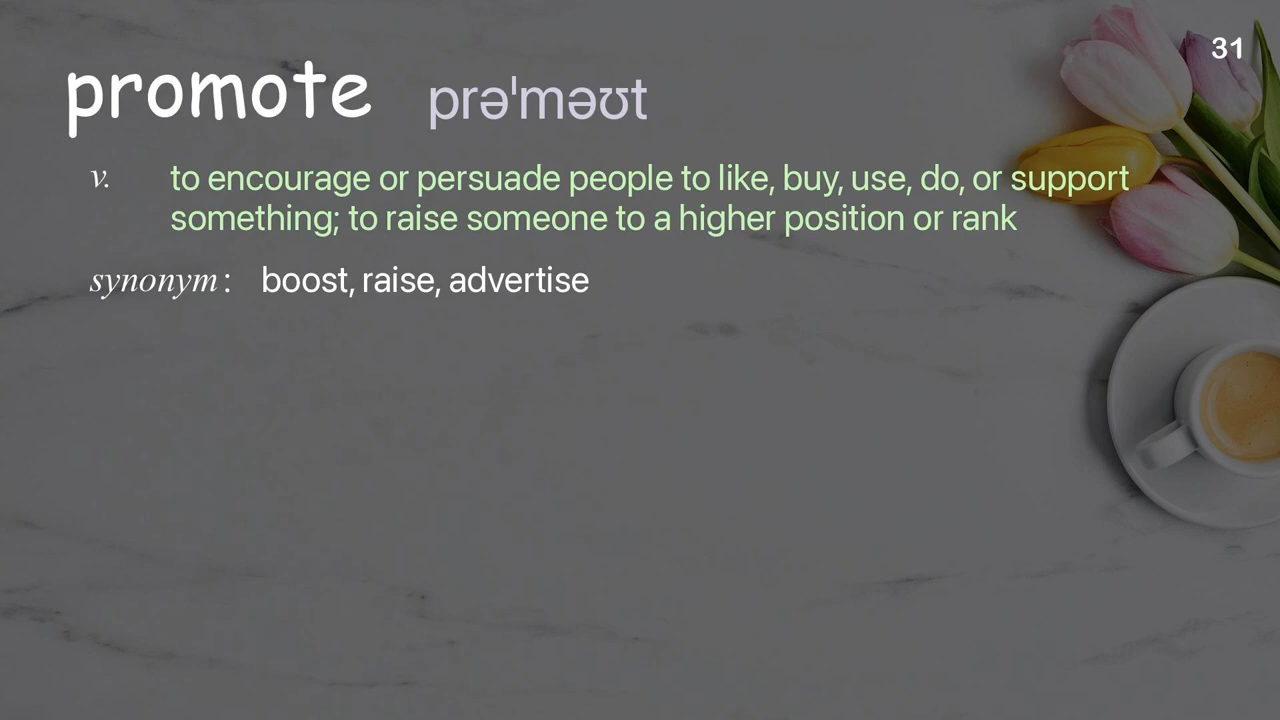 31
promote prəˈməʊt
v. to encourage or persuade people to like, buy, use, do, or support
something; to raise someone to a higher position or rank
synonym: boost, raise, advertise